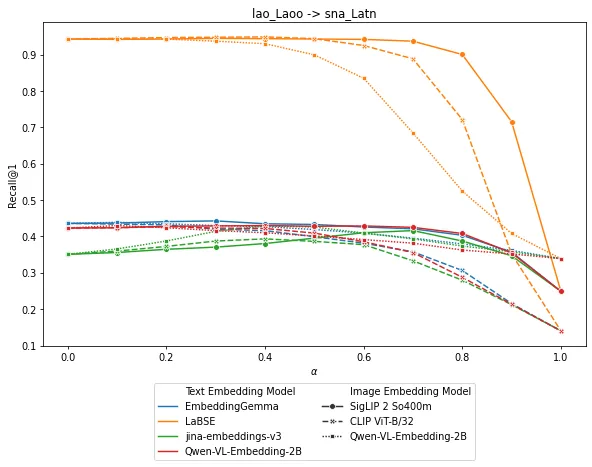 lao_Laoo -> sna_Latn
Recall@1
0.9
0.8
0.7
0.6
0.5
0.4
0.3
0.2
0.1
0.0 0.2 0.4 0.6 0.8 1.0
α
Text Embedding Model Image Embedding Model
EmbeddingGemma SigLIP 2 So400m
LaBSE CLIP ViT-B/32
jina-embeddings-v3 Qwen-VL-Embedding-2B
Qwen-VL-Embedding-2B